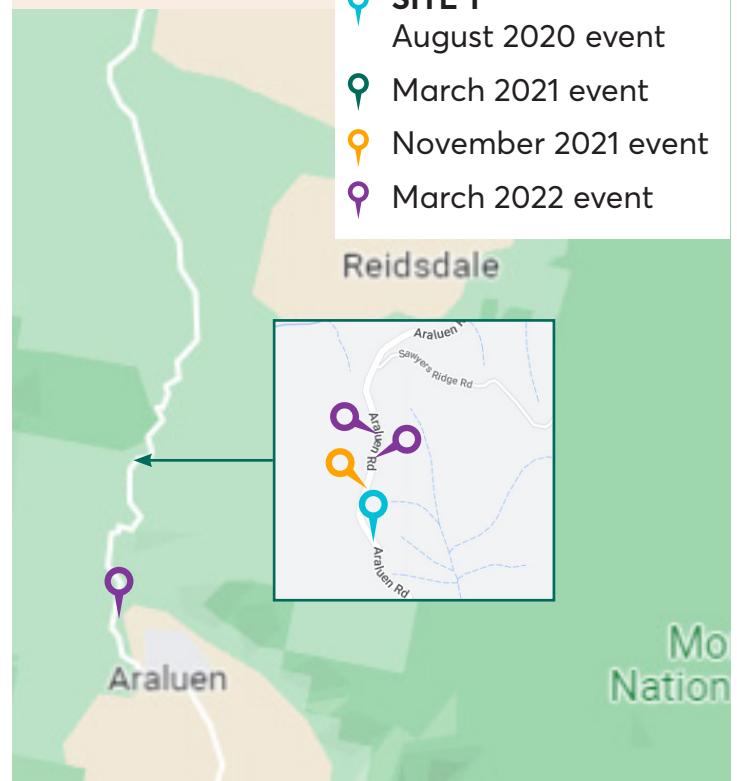 SITE 1
August 2020 event
March 2021 event
November 2021 event
March 2022 event
Reidsdale
Araluen
Sawyers Ridge Rd
Araluen Rd
Araluen Rd
Araluen
Mo
Nation